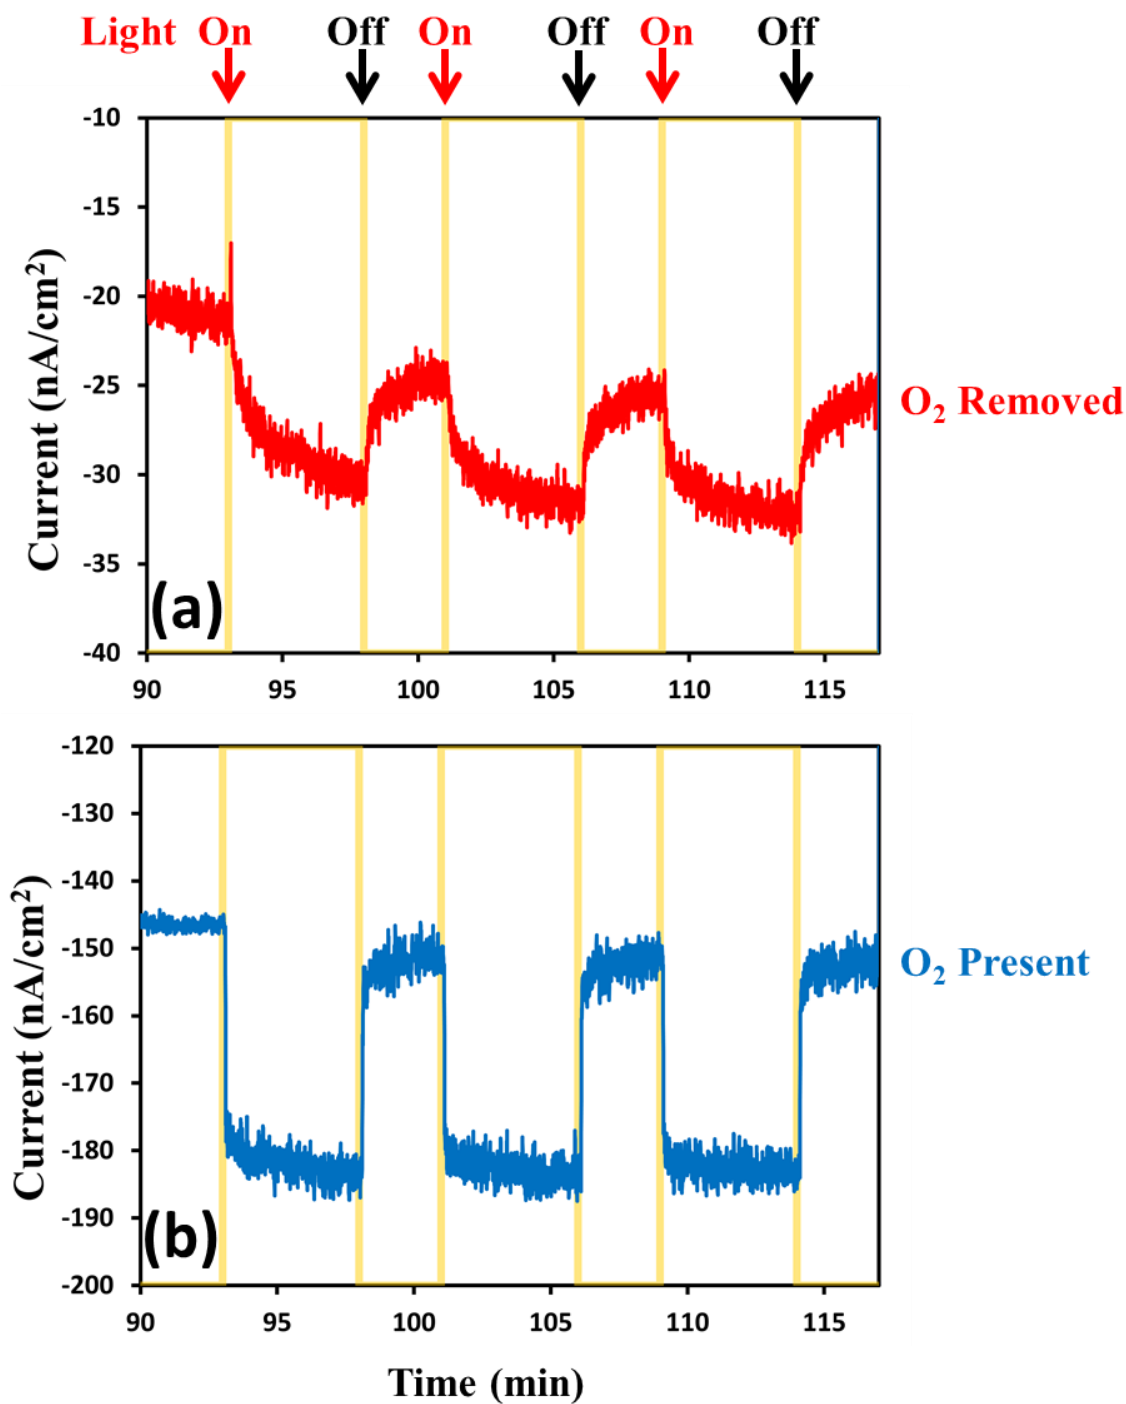 Light On Off On Off On Off
-10
-15
-20
-25
-30
-35
-40
Current (nA/cm²)
(a)
O₂ Removed
90 95 100 105 110 115
-120
-130
-140
-150
-160
-170
-180
-190
-200
Current (nA/cm²)
(b)
O₂ Present
90 95 100 105 110 115
Time (min)